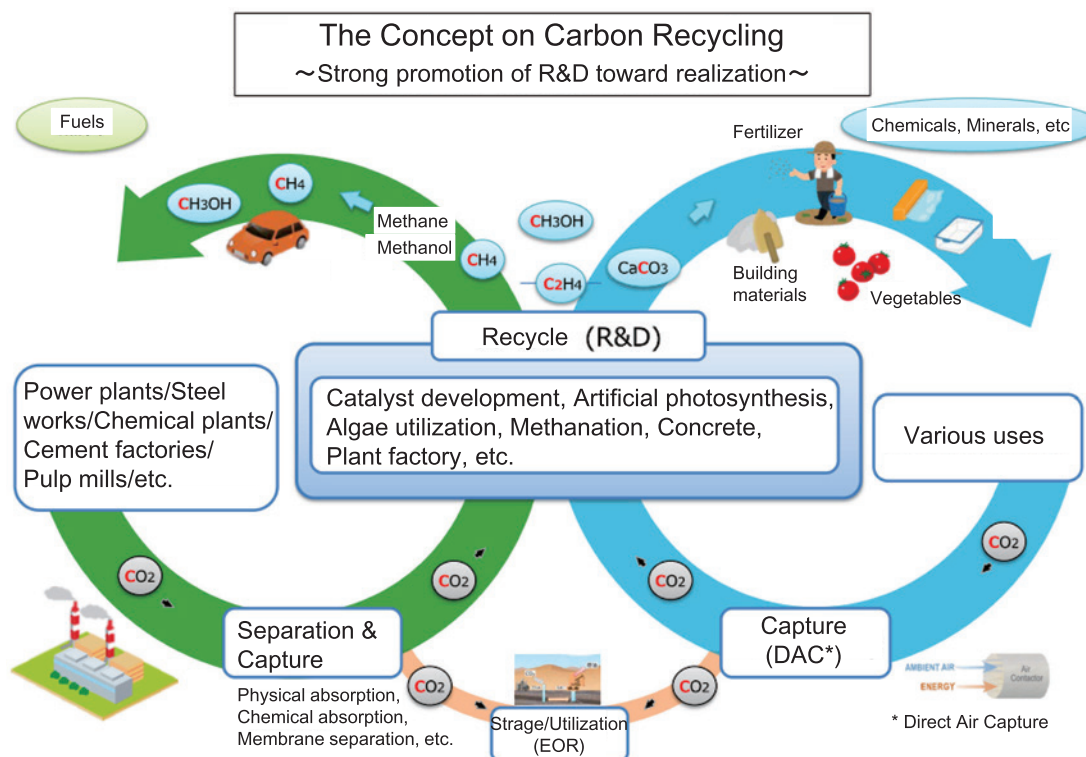 The Concept on Carbon Recycling
~Strong promotion of R&D toward realization~
Fuels
Chemicals, Minerals, etc
Fertilizer
CH4
CH3OH
Methane
Methanol
CH4
CH3OH
C2H4
CaCO3
Building
materials
Vegetables
Recycle (R&D)
Catalyst development, Artificial photosynthesis,
Algae utilization, Methanation, Concrete,
Plant factory, etc.
Power plants/Steel
works/Chemical plants/
Cement factories/
Pulp mills/etc.
Various uses
CO2
CO2
CO2
CO2
Separation &
Capture
Physical absorption,
Chemical absorption,
Membrane separation, etc.
Capture
(DAC*)
CO2
CO2
Strage/Utilization
(EOR)
AMBIENT AIR
ENERGY
Air
Contactor
* Direct Air Capture